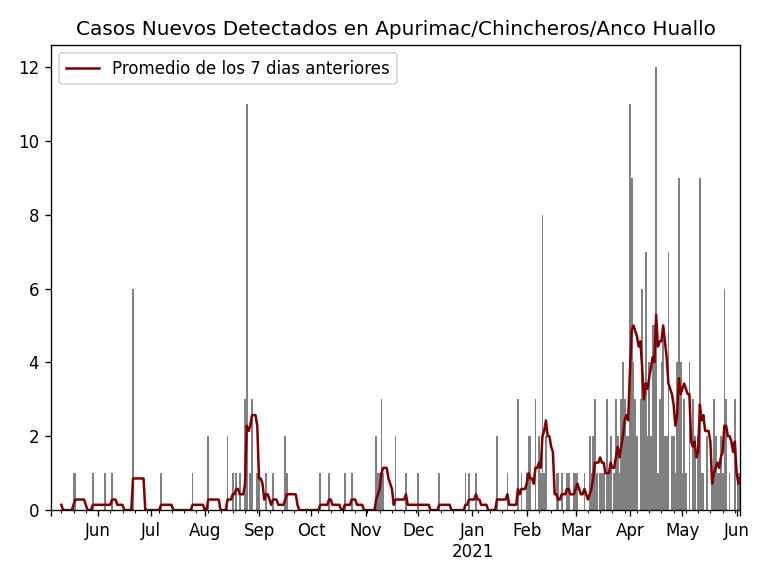 Casos Nuevos Detectados en Apurimac/Chincheros/Anco Huallo
Promedio de los 7 dias anteriores
12
10
8
6
4
2
0
Jun Jul Aug Sep Oct Nov Dec Jan Feb Mar Apr May Jun
2021